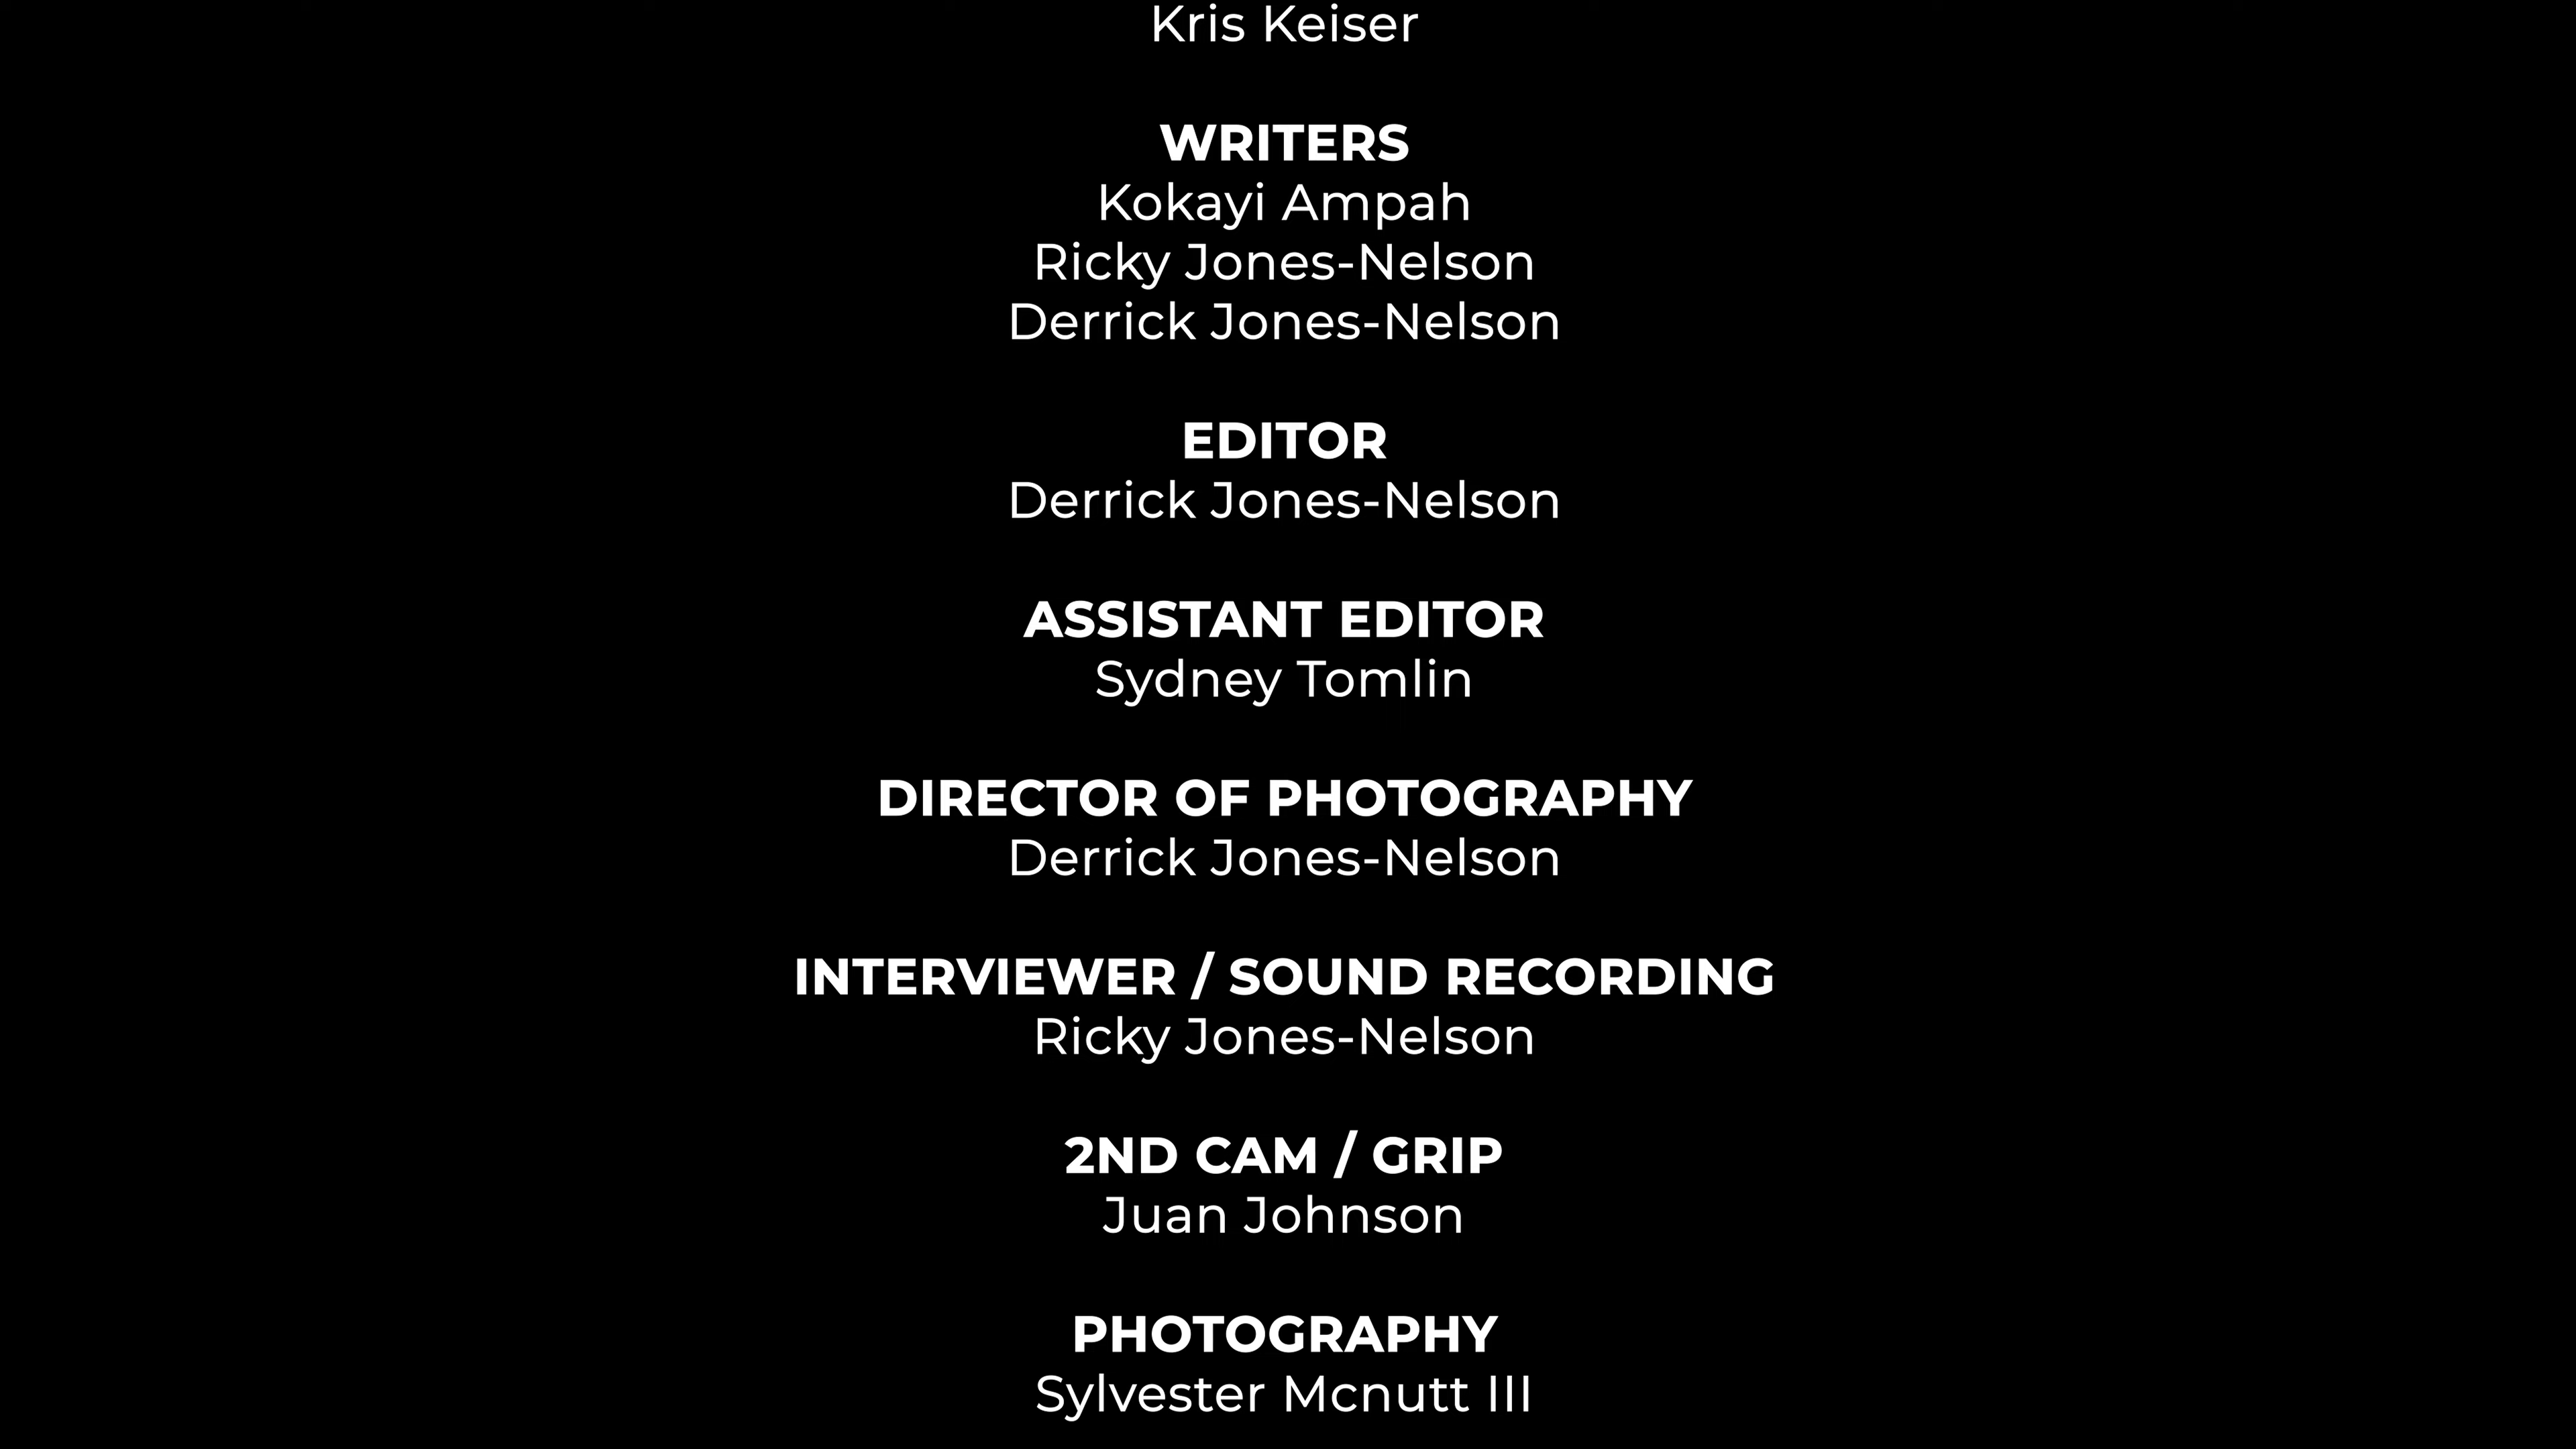 Kris Keiser
WRITERS
Kokayi Ampah
Ricky Jones-Nelson
Derrick Jones-Nelson
EDITOR
Derrick Jones-Nelson
ASSISTANT EDITOR
Sydney Tomlin
DIRECTOR OF PHOTOGRAPHY
Derrick Jones-Nelson
INTERVIEWER / SOUND RECORDING
Ricky Jones-Nelson
2ND CAM / GRIP
Juan Johnson
PHOTOGRAPHY
Sylvester Mcnutt III